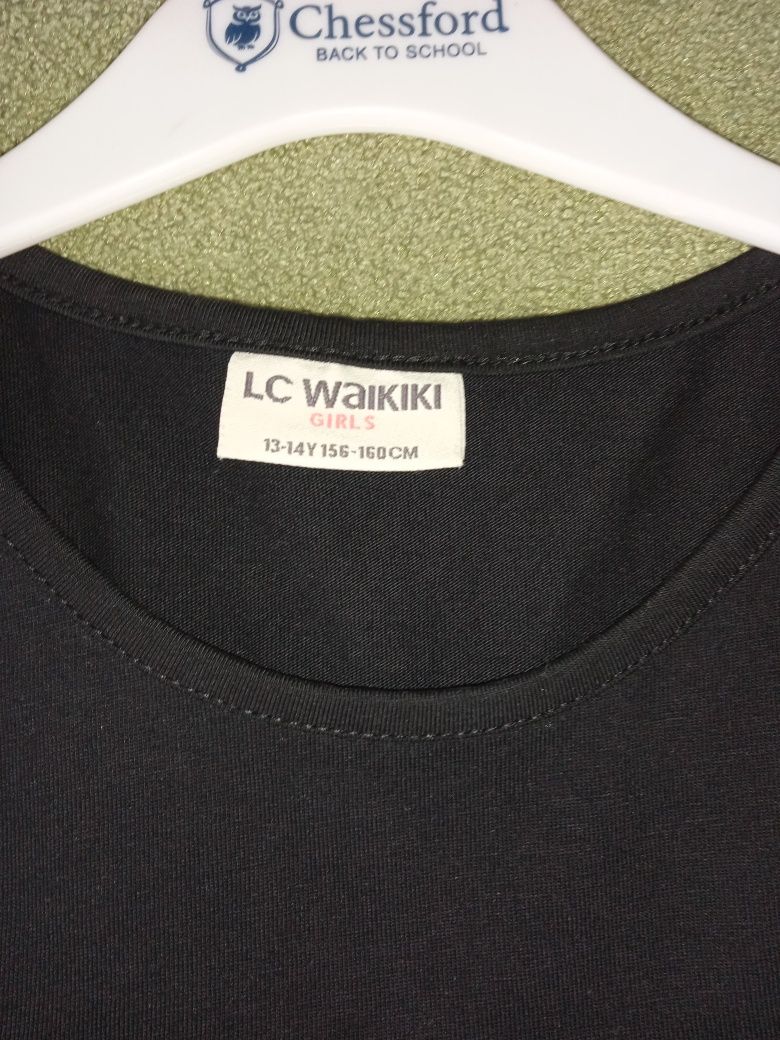 Chessford
BACK TO SCHOOL
LC WaIKIKI
GIRLS
13-14Y 156-160CM